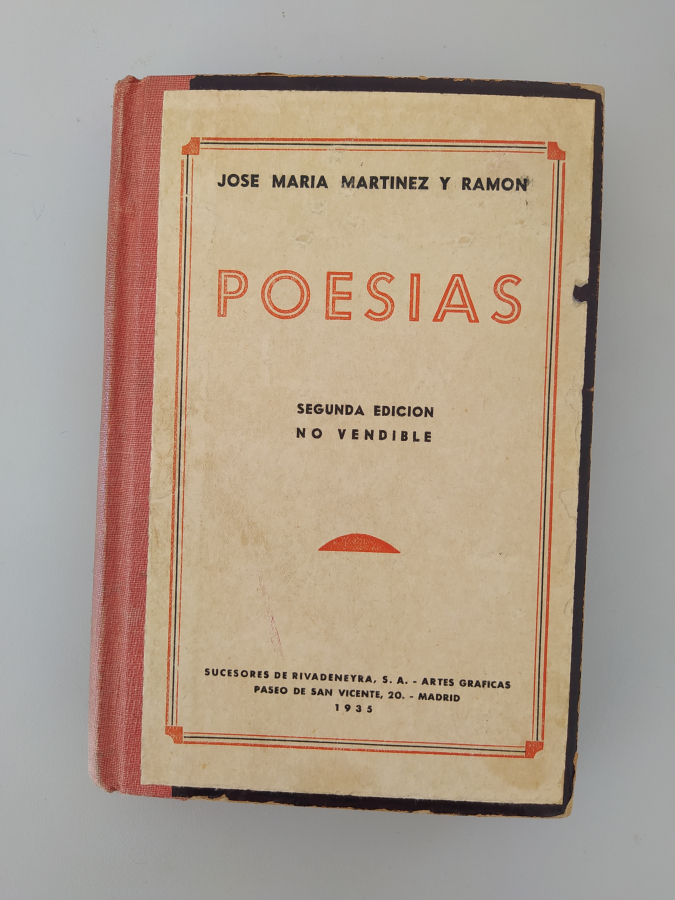 JOSE MARIA MARTINEZ Y RAMON
POESIAS
SEGUNDA EDICION
NO VENDIBLE
SUCESORES DE RIVADENEYRA, S. A. - ARTES GRAFICAS
PASEO DE SAN VICENTE, 20. - MADRID
1935